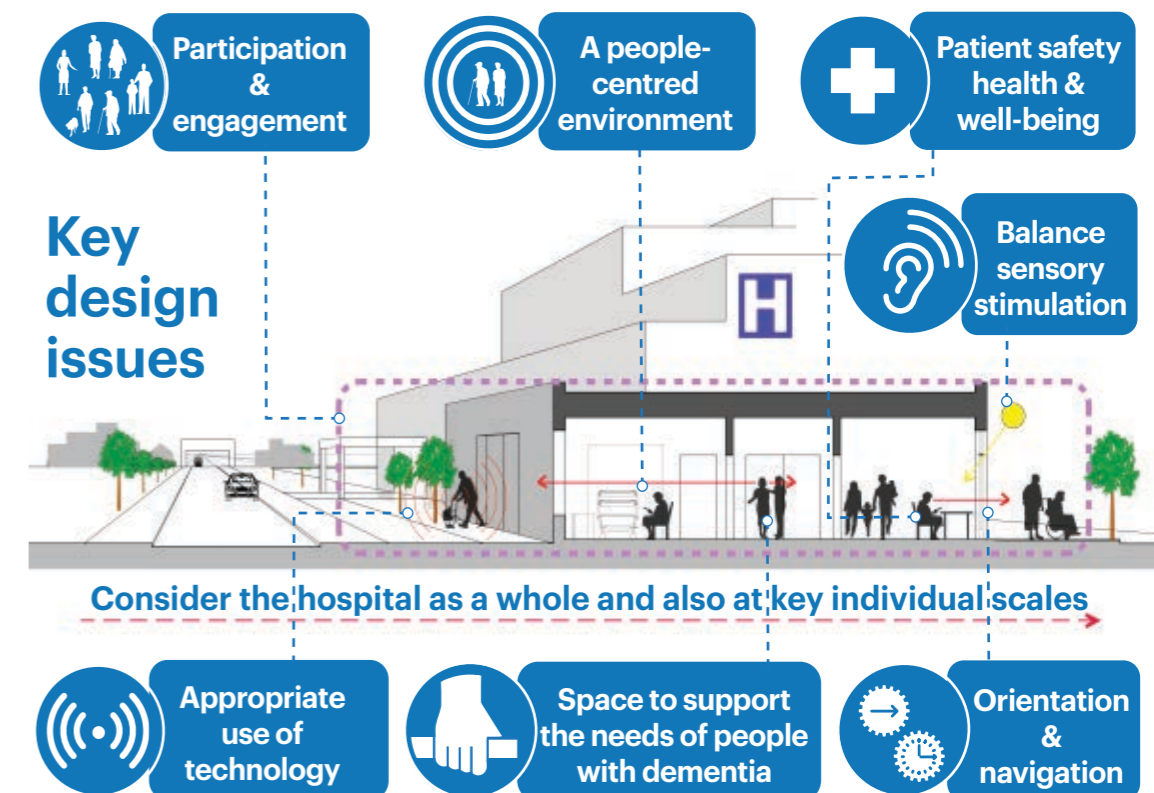 Participation
&
engagement
A people-
centred
environment
Patient safety
health &
well-being
Key
design
issues
Balance
sensory
stimulation
H
Consider the hospital as a whole and also at key individual scales
Appropriate
use of
technology
Space to support
the needs of people
with dementia
Orientation
&
navigation